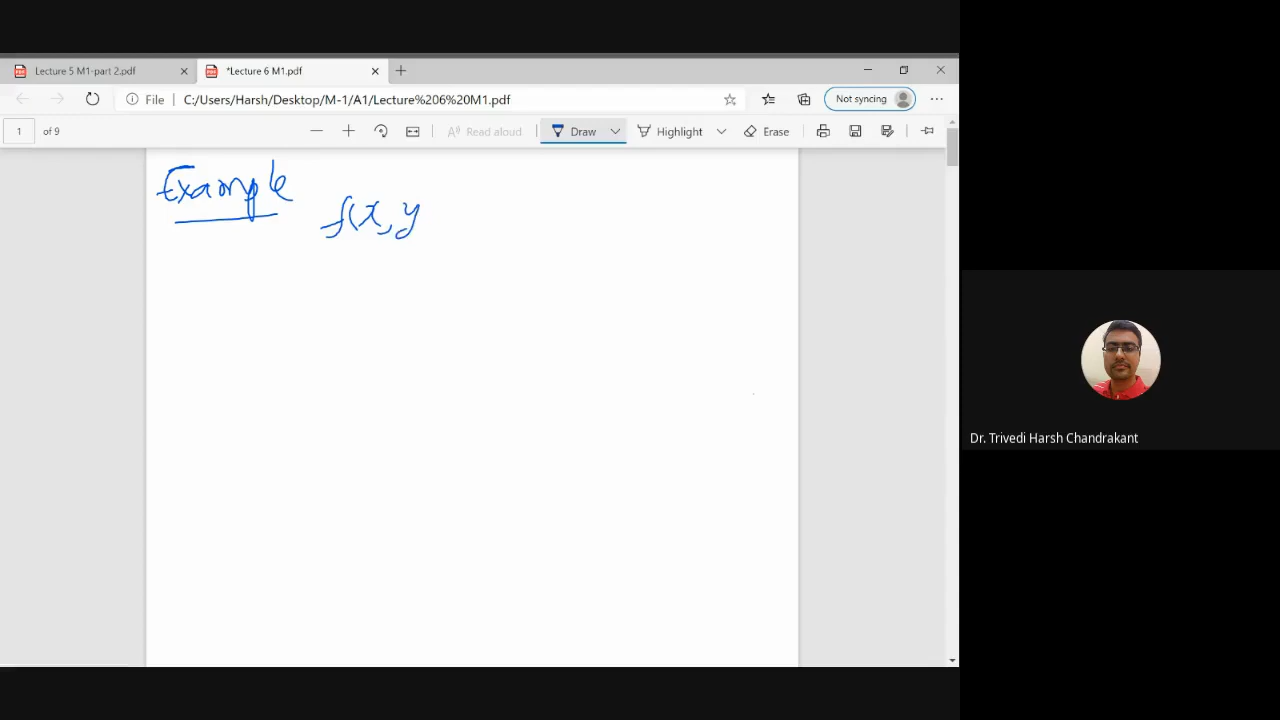 Lecture 5 M1-part 2.pdf
*Lecture 6 M1.pdf
File | C:/Users/Harsh/Desktop/M-1/A1/Lecture%206%20M1.pdf
Not syncing
1 of 9
Read aloud
Draw
Highlight
Erase
Example
f(x, y
Dr. Trivedi Harsh Chandrakant